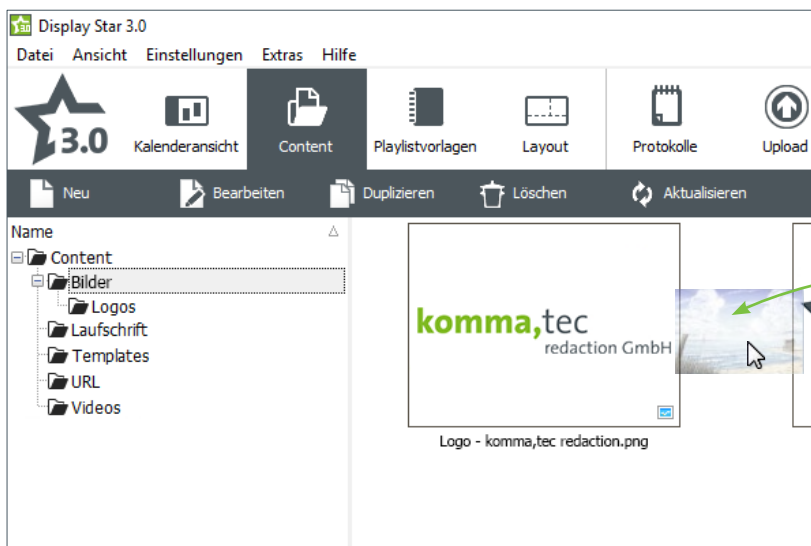 Display Star 3.0
Datei Ansicht Einstellungen Extras Hilfe
3.0
Kalenderansicht Content Playlistvorlagen Layout Protokolle Upload
Neu Bearbeiten Duplizieren Löschen Aktualisieren
Name
Content
Bilder
Logos
Laufschrift
Templates
URL
Videos
komma,tec
redaction GmbH
Logo - komma,tec redaction.png